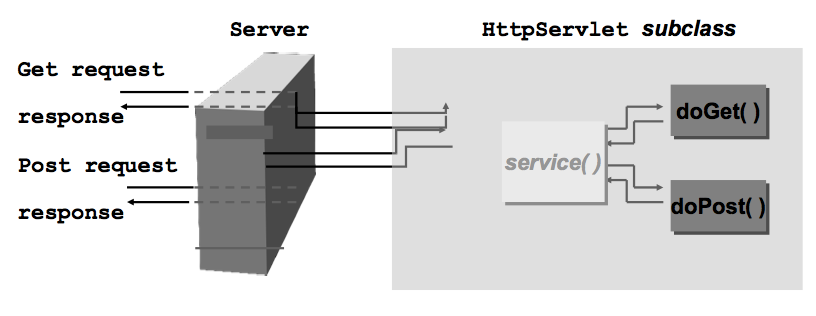 Server
HttpServlet subclass
Get request
response
Post request
response
service( )
doGet( )
doPost( )